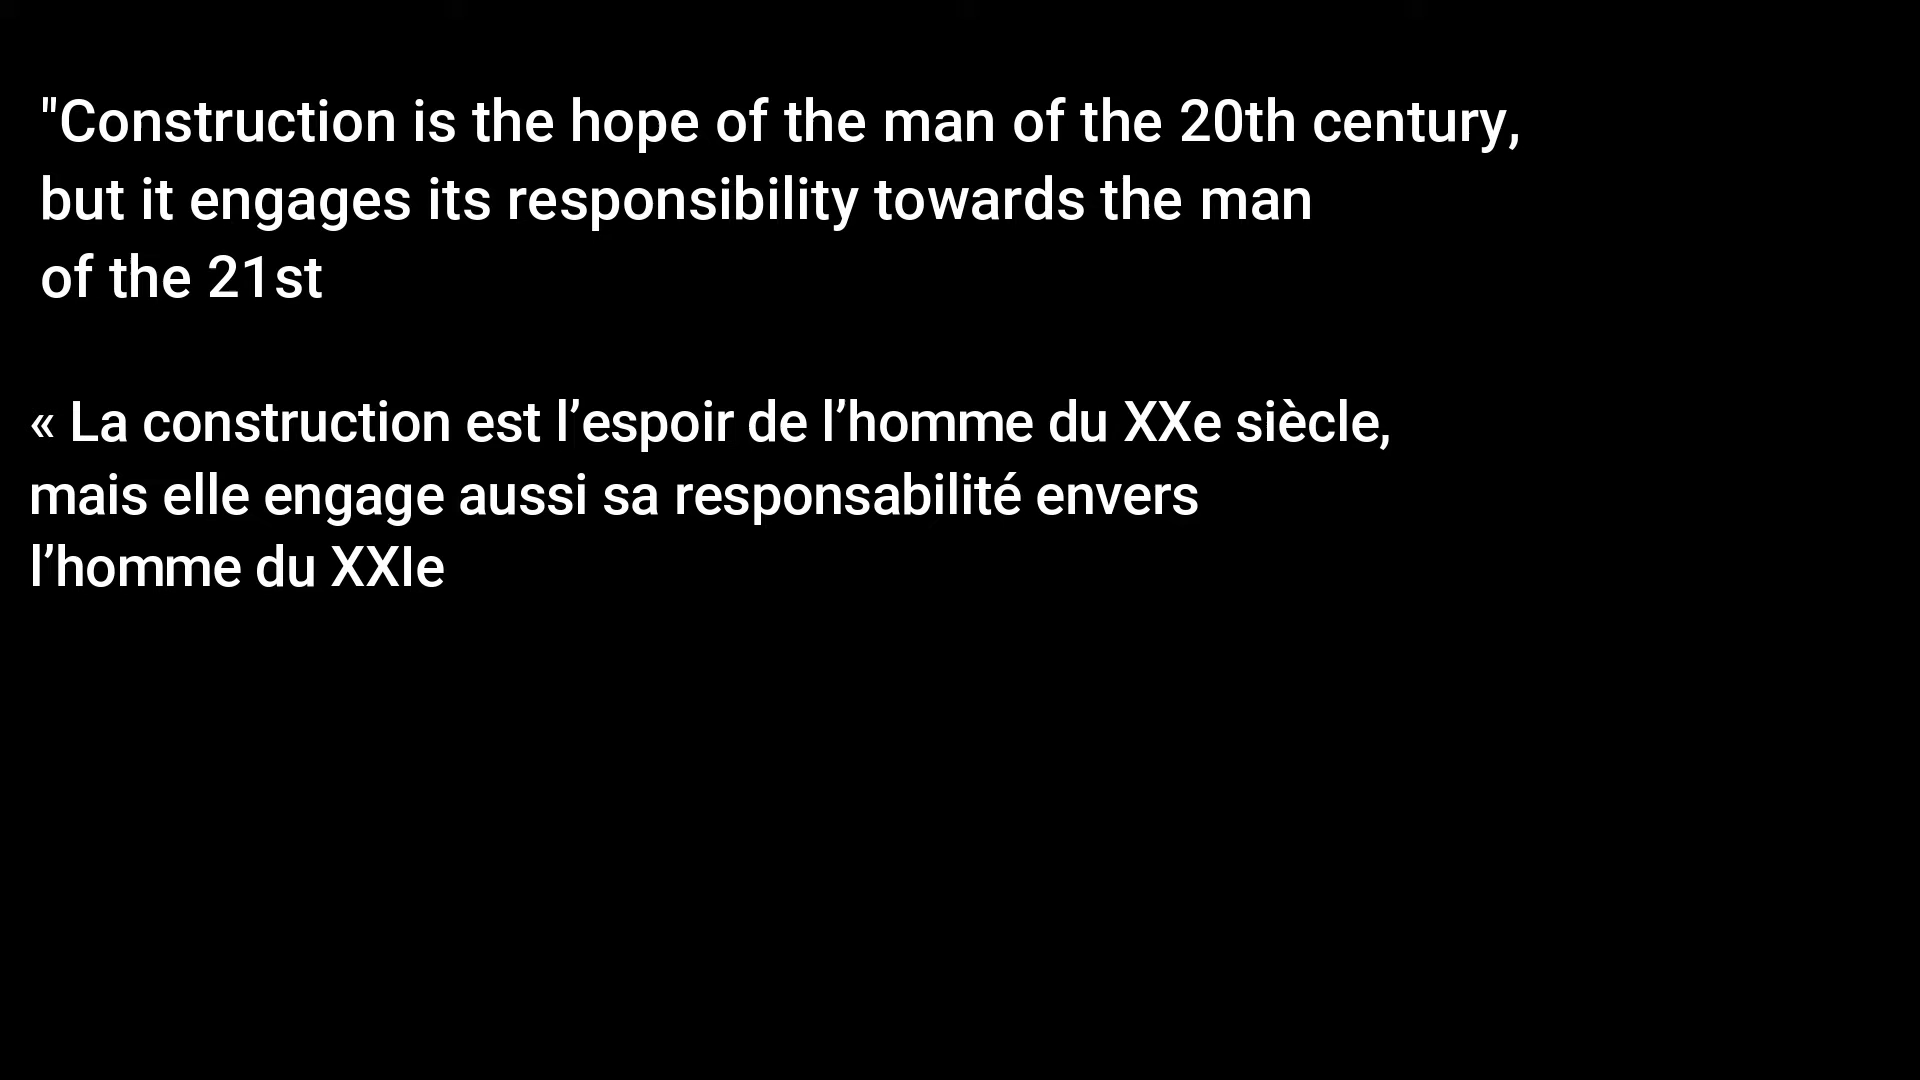 "Construction is the hope of the man of the 20th century,
but it engages its responsibility towards the man
of the 21st
« La construction est l’espoir de l’homme du XXe siècle,
mais elle engage aussi sa responsabilité envers
l’homme du XXIe